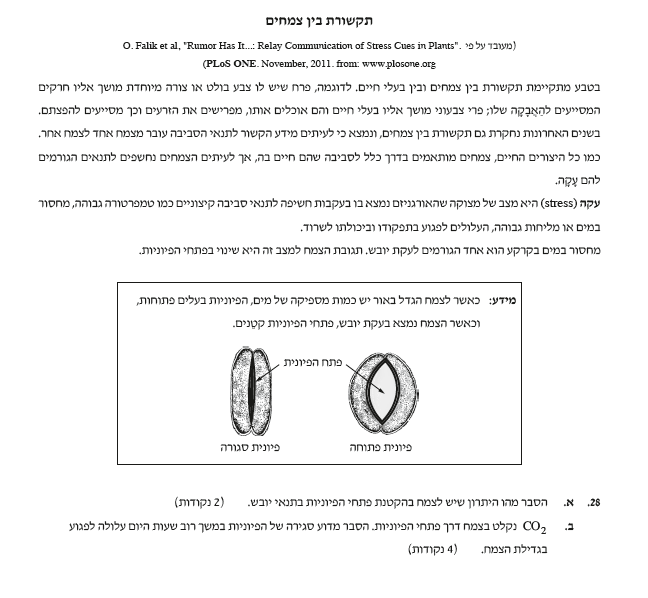 תקשורת בין צמחים
(מעובד על פי .O. Falik et al, "Rumor Has It...: Relay Communication of Stress Cues in Plants"
(PLoS ONE. November, 2011. from: www.plosone.org
בטבע מתקיימת תקשורת בין צמחים ובין בעלי חיים. לדוגמה, פרח שיש לו צבע בולט או צורה מיוחדת מושך אליו חרקים
המסייעים להַאֲבָקָה שלו; פרי צבעוני מושך אליו בעלי חיים והם אוכלים אותו, מפרישים את הזרעים וכך מסייעים להפצתם.
בשנים האחרונות נחקרת גם תקשורת בין צמחים, ונמצא כי לעיתים מידע הקשור לתנאי הסביבה עובר מצמח אחד לצמח אחר.
כמו כל היצורים החיים, צמחים מותאמים בדרך כלל לסביבה שהם חיים בה, אך לעיתים הצמחים נחשפים לתנאים הגורמים
להם עָקָה.
עקה (stress) היא מצב של מצוקה שהאורגניזם נמצא בו בעקבות חשיפה לתנאי סביבה קיצוניים כמו טמפרטורה גבוהה, מחסור
במים או מליחות גבוהה, העלולים לפגוע בתפקודו וביכולתו לשרוד.
מחסור במים בקרקע הוא אחד הגורמים לעקת יובש. תגובת הצמח למצב זה היא שינוי בפתחי הפיוניות.
מידע: כאשר לצמח הגדל באור יש כמות מספיקה של מים, הפיוניות בעלים פתוחות,
וכאשר הצמח נמצא בעקת יובש, פתחי הפיוניות קטֵנים.
פתח הפיונית
פיונית פתוחה
פיונית סגורה
28. א. הסבר מהו היתרון שיש לצמח בהקטנת פתחי הפיוניות בתנאי יובש. (2 נקודות)
ב. CO₂ נקלט בצמח דרך פתחי הפיוניות. הסבר מדוע סגירה של הפיוניות במשך רוב שעות היום עלולה לפגוע
בגדילת הצמח. (4 נקודות)